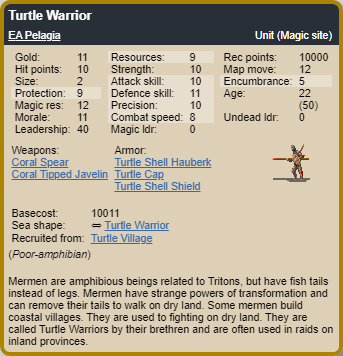 Turtle Warrior
EA Pelagia Unit (Magic site)
Gold: 11 Resources: 9 Rec points: 10000
Hit points: 10 Strength: 10 Map move: 12
Size: 2 Attack skill: 10 Encumbrance: 5
Protection: 9 Defence skill: 11 Age: 22
Magic res: 12 Precision: 10 (50)
Morale: 11 Combat speed: 8 Undead ldr: 0
Leadership: 40 Magic ldr: 0
Weapons: Armor:
Coral Spear Turtle Shell Hauberk
Coral Tipped Javelin Turtle Cap
Turtle Shell Shield
Basecost: 10011
Sea shape: ⇔ Turtle Warrior
Recruited from: Turtle Village
(Poor-amphibian)
Mermen are amphibious beings related to Tritons, but have fish tails
instead of legs. Mermen have strange powers of transformation and
can remove their tails to walk on dry land. Some mermen build
coastal villages. They are used to fighting on dry land. They are
called Turtle Warriors by their brethren and are often used in raids on
inland provinces.